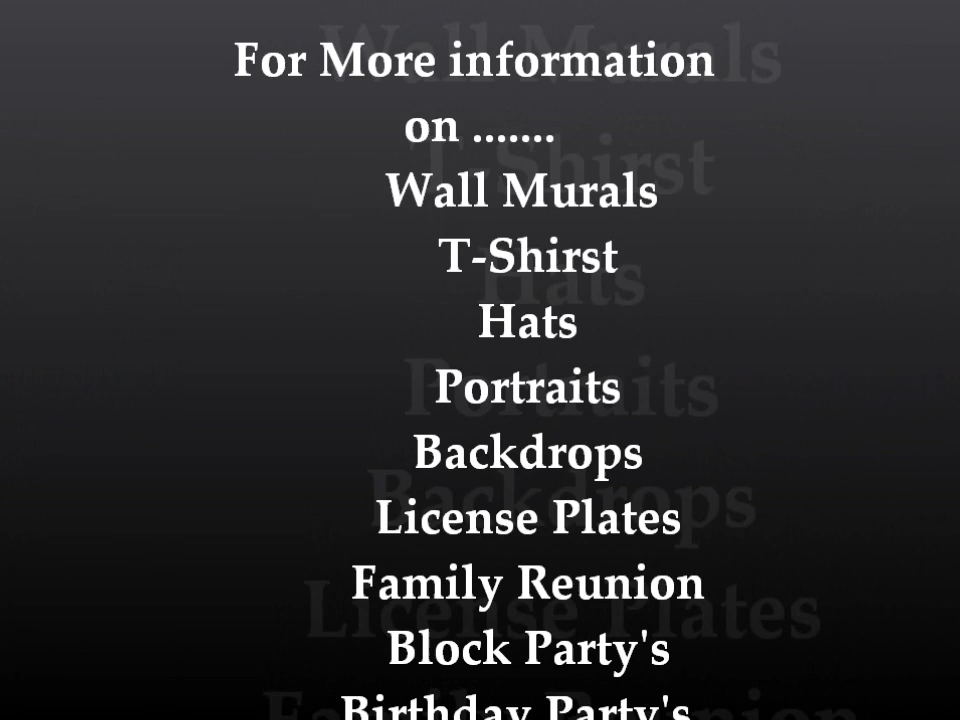 For More information
on .......
Wall Murals
T-Shirst
Hats
Portraits
Backdrops
License Plates
Family Reunion
Block Party's
Birthday Party's